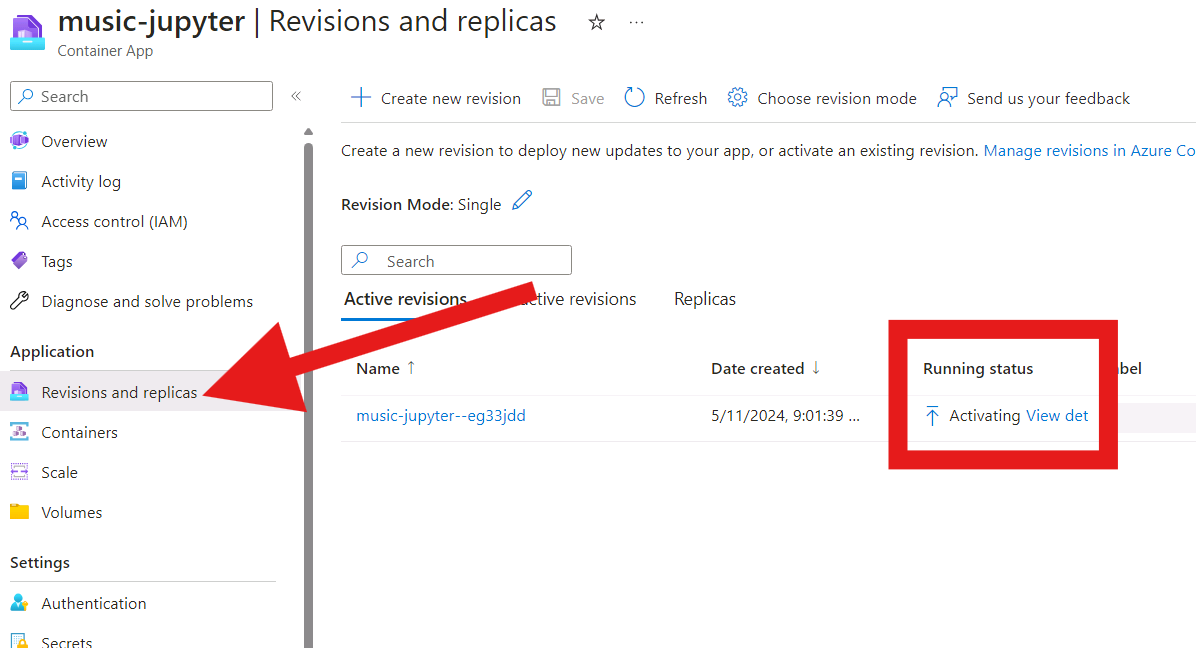 music-jupyter | Revisions and replicas
Container App
Search
Overview
Activity log
Access control (IAM)
Tags
Diagnose and solve problems
Application
Revisions and replicas
Containers
Scale
Volumes
Settings
Authentication
Secrets
Create new revision Save Refresh Choose revision mode Send us your feedback
Create a new revision to deploy new updates to your app, or activate an existing revision. Manage revisions in Azure Co
Revision Mode: Single
Search
Active revisions ctive revisions Replicas
Name ↑ Date created ↓ Running status bel
music-jupyter--eg33jdd 5/11/2024, 9:01:39 ... Activating View det